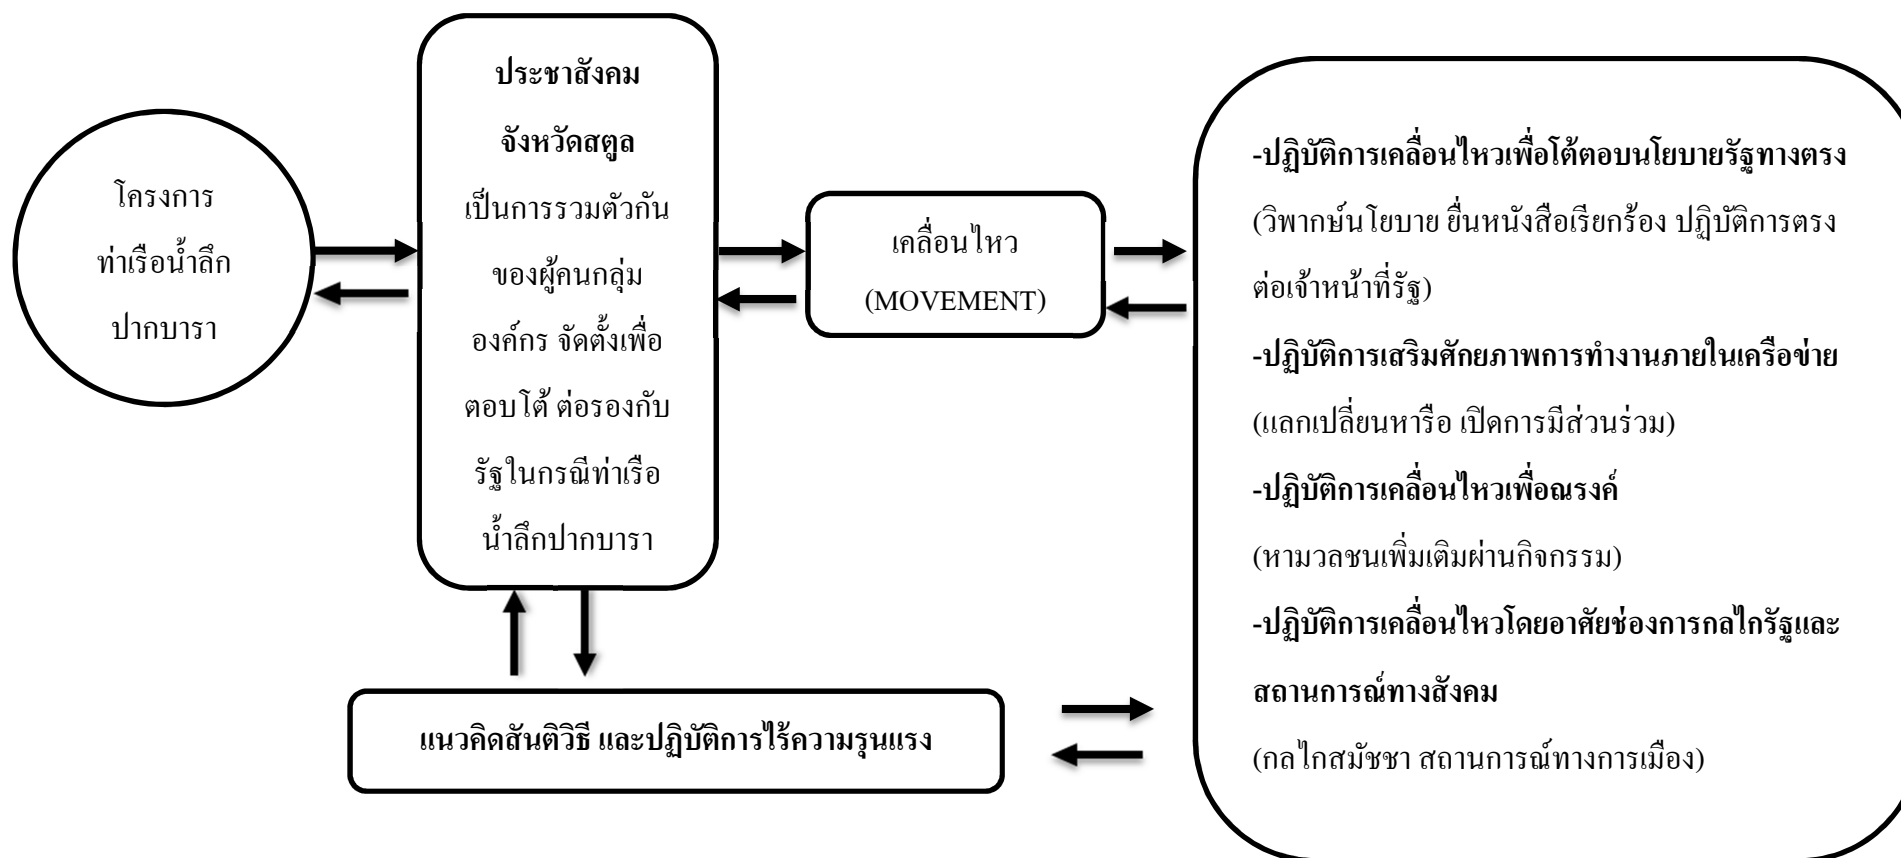 โครงการ
ท่าเรือน้ำลึก
ปากบารา
ประชาสังคม
จังหวัดสตูล
เป็นการรวมตัวกัน
ของผู้คนกลุ่ม
องค์กร จัดตั้งเพื่อ
ตอบโต้ ต่อรองกับ
รัฐในกรณีท่าเรือ
น้ำลึกปากบารา
เคลื่อนไหว
(MOVEMENT)
-ปฏิบัติการเคลื่อนไหวเพื่อโต้ตอบนโยบายรัฐทางตรง
(วิพากษ์นโยบาย ยื่นหนังสือเรียกร้อง ปฏิบัติการตรง
ต่อเจ้าหน้าที่รัฐ)
-ปฏิบัติการเสริมศักยภาพการทำงานภายในเครือข่าย
(แลกเปลี่ยนหารือ เปิดการมีส่วนร่วม)
-ปฏิบัติการเคลื่อนไหวเพื่อณรงค์
(หามวลชนเพิ่มเติมผ่านกิจกรรม)
-ปฏิบัติการเคลื่อนไหวโดยอาศัยช่องการกลไกรัฐและ
สถานการณ์ทางสังคม
(กลไกสมัชชา สถานการณ์ทางการเมือง)
แนวคิดสันติวิธี และปฏิบัติการไร้ความรุนแรง